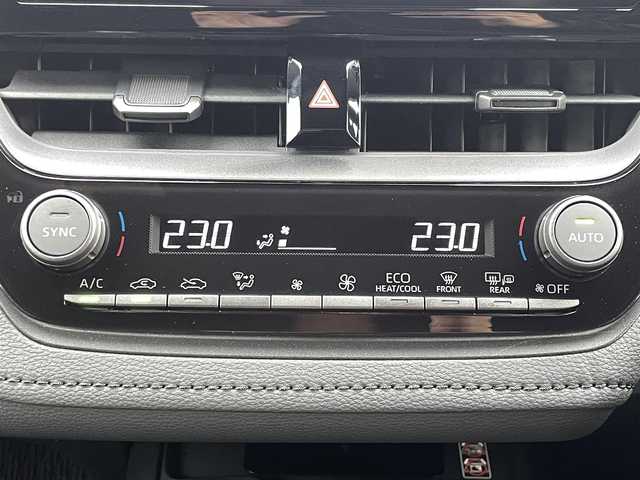 SYNC
23.0 23.0
AUTO
A/C
ECO
HEAT/COOL
FRONT
REAR
OFF